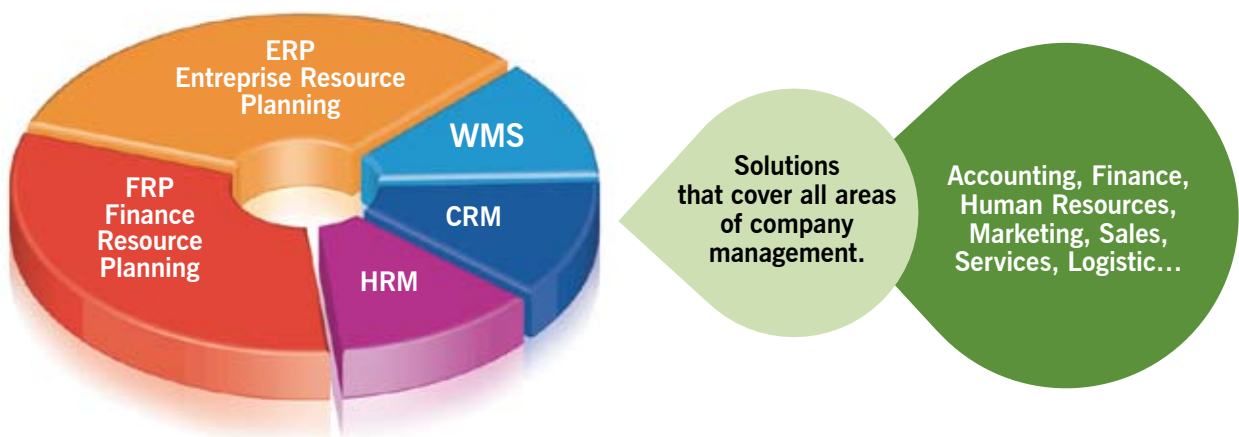 ERP
Entreprise Resource
Planning
WMS
FRP
Finance
Resource
Planning
CRM
HRM
Solutions
that cover all areas
of company
management.
Accounting, Finance,
Human Resources,
Marketing, Sales,
Services, Logistic…